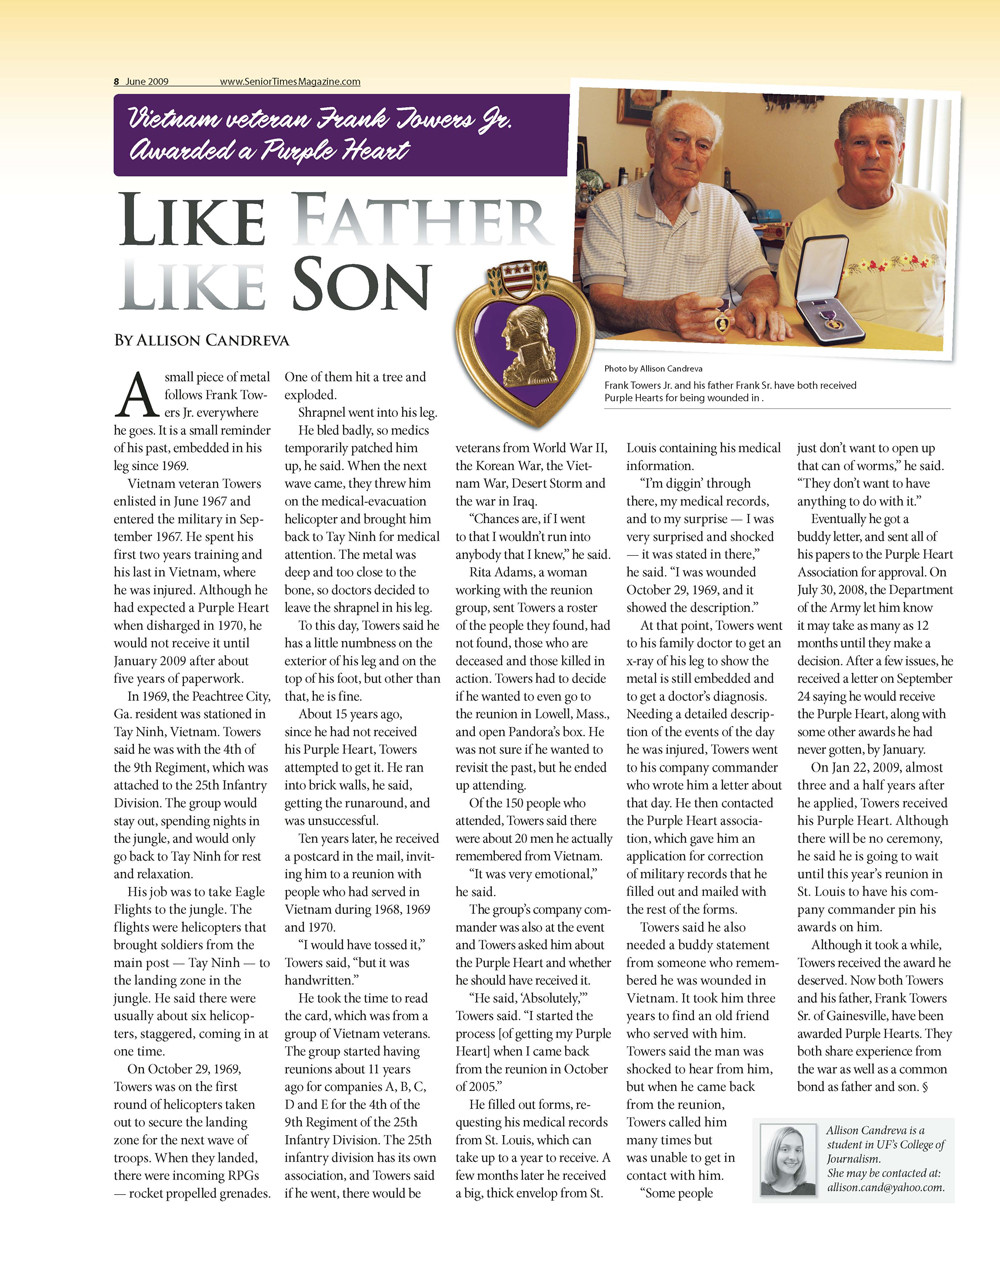 8 June 2009 www.SeniorTimesMagazine.com
Vietnam veteran Frank Towers Jr.
Awarded a Purple Heart
LIKE FATHER
LIKE SON
BY ALLISON CANDREVA
Photo by Allison Candreva
Frank Towers Jr. and his father Frank Sr. have both received
Purple Hearts for being wounded in .
A small piece of metal
follows Frank Tow-
ers Jr. everywhere
he goes. It is a small reminder
of his past, embedded in his
leg since 1969.
Vietnam veteran Towers
enlisted in June 1967 and
entered the military in Sep-
tember 1967. He spent his
first two years training and
his last in Vietnam, where
he was injured. Although he
had expected a Purple Heart
when disharged in 1970, he
would not receive it until
January 2009 after about
five years of paperwork.
In 1969, the Peachtree City,
Ga. resident was stationed in
Tay Ninh, Vietnam. Towers
said he was with the 4th of
the 9th Regiment, which was
attached to the 25th Infantry
Division. The group would
stay out, spending nights in
the jungle, and would only
go back to Tay Ninh for rest
and relaxation.
His job was to take Eagle
Flights to the jungle. The
flights were helicopters that
brought soldiers from the
main post — Tay Ninh — to
the landing zone in the
jungle. He said there were
usually about six helicop-
ters, staggered, coming in at
one time.
On October 29, 1969,
Towers was on the first
round of helicopters taken
out to secure the landing
zone for the next wave of
troops. When they landed,
there were incoming RPGs
— rocket propelled grenades.
One of them hit a tree and
exploded.
Shrapnel went into his leg.
He bled badly, so medics
temporarily patched him
up, he said. When the next
wave came, they threw him
on the medical-evacuation
helicopter and brought him
back to Tay Ninh for medical
attention. The metal was
deep and too close to the
bone, so doctors decided to
leave the shrapnel in his leg.
To this day, Towers said he
has a little numbness on the
exterior of his leg and on the
top of his foot, but other than
that, he is fine.
About 15 years ago,
since he had not received
his Purple Heart, Towers
attempted to get it. He ran
into brick walls, he said,
getting the runaround, and
was unsuccessful.
Ten years later, he received
a postcard in the mail, invit-
ing him to a reunion with
people who had served in
Vietnam during 1968, 1969
and 1970.
“I would have tossed it,”
Towers said, “but it was
handwritten.”
He took the time to read
the card, which was from a
group of Vietnam veterans.
The group started having
reunions about 11 years
ago for companies A, B, C,
D and E for the 4th of the
9th Regiment of the 25th
Infantry Division. The 25th
infantry division has its own
association, and Towers said
if he went, there would be
veterans from World War II,
the Korean War, the Viet-
nam War, Desert Storm and
the war in Iraq.
“Chances are, if I went
to that I wouldn’t run into
anybody that I knew,” he said.
Rita Adams, a woman
working with the reunion
group, sent Towers a roster
of the people they found, had
not found, those who are
deceased and those killed in
action. Towers had to decide
if he wanted to even go to
the reunion in Lowell, Mass.,
and open Pandora’s box. He
was not sure if he wanted to
revisit the past, but he ended
up attending.
Of the 150 people who
attended, Towers said there
were about 20 men he actually
remembered from Vietnam.
“It was very emotional,”
he said.
The group’s company com-
mander was also at the event
and Towers asked him about
the Purple Heart and whether
he should have received it.
“He said, ‘Absolutely,’”
Towers said. “I started the
process [of getting my Purple
Heart] when I came back
from the reunion in October
of 2005.”
He filled out forms, re-
questing his medical records
from St. Louis, which can
take up to a year to receive. A
few months later he received
a big, thick envelop from St.
Louis containing his medical
information.
“I’m diggin’ through
there, my medical records,
and to my surprise — I was
very surprised and shocked
— it was stated in there,”
he said. “I was wounded
October 29, 1969, and it
showed the description.”
At that point, Towers went
to his family doctor to get an
x-ray of his leg to show the
metal is still embedded and
to get a doctor’s diagnosis.
Needing a detailed descrip-
tion of the events of the day
he was injured, Towers went
to his company commander
who wrote him a letter about
that day. He then contacted
the Purple Heart associa-
tion, which gave him an
application for correction
of military records that he
filled out and mailed with
the rest of the forms.
Towers said he also
needed a buddy statement
from someone who remem-
bered he was wounded in
Vietnam. It took him three
years to find an old friend
who served with him.
Towers said the man was
shocked to hear from him,
but when he came back
from the reunion,
Towers called him
many times but
was unable to get in
contact with him.
“Some people
just don’t want to open up
that can of worms,” he said.
“They don’t want to have
anything to do with it.”
Eventually he got a
buddy letter, and sent all of
his papers to the Purple Heart
Association for approval. On
July 30, 2008, the Department
of the Army let him know
it may take as many as 12
months until they make a
decision. After a few issues, he
received a letter on September
24 saying he would receive
the Purple Heart, along with
some other awards he had
never gotten, by January.
On Jan 22, 2009, almost
three and a half years after
he applied, Towers received
his Purple Heart. Although
there will be no ceremony,
he said he is going to wait
until this year’s reunion in
St. Louis to have his com-
pany commander pin his
awards on him.
Although it took a while,
Towers received the award he
deserved. Now both Towers
and his father, Frank Towers
Sr. of Gainesville, have been
awarded Purple Hearts. They
both share experience from
the war as well as a common
bond as father and son. §
Allison Candreva is a
student in UF’s College of
Journalism.
She may be contacted at:
allison.cand@yahoo.com.